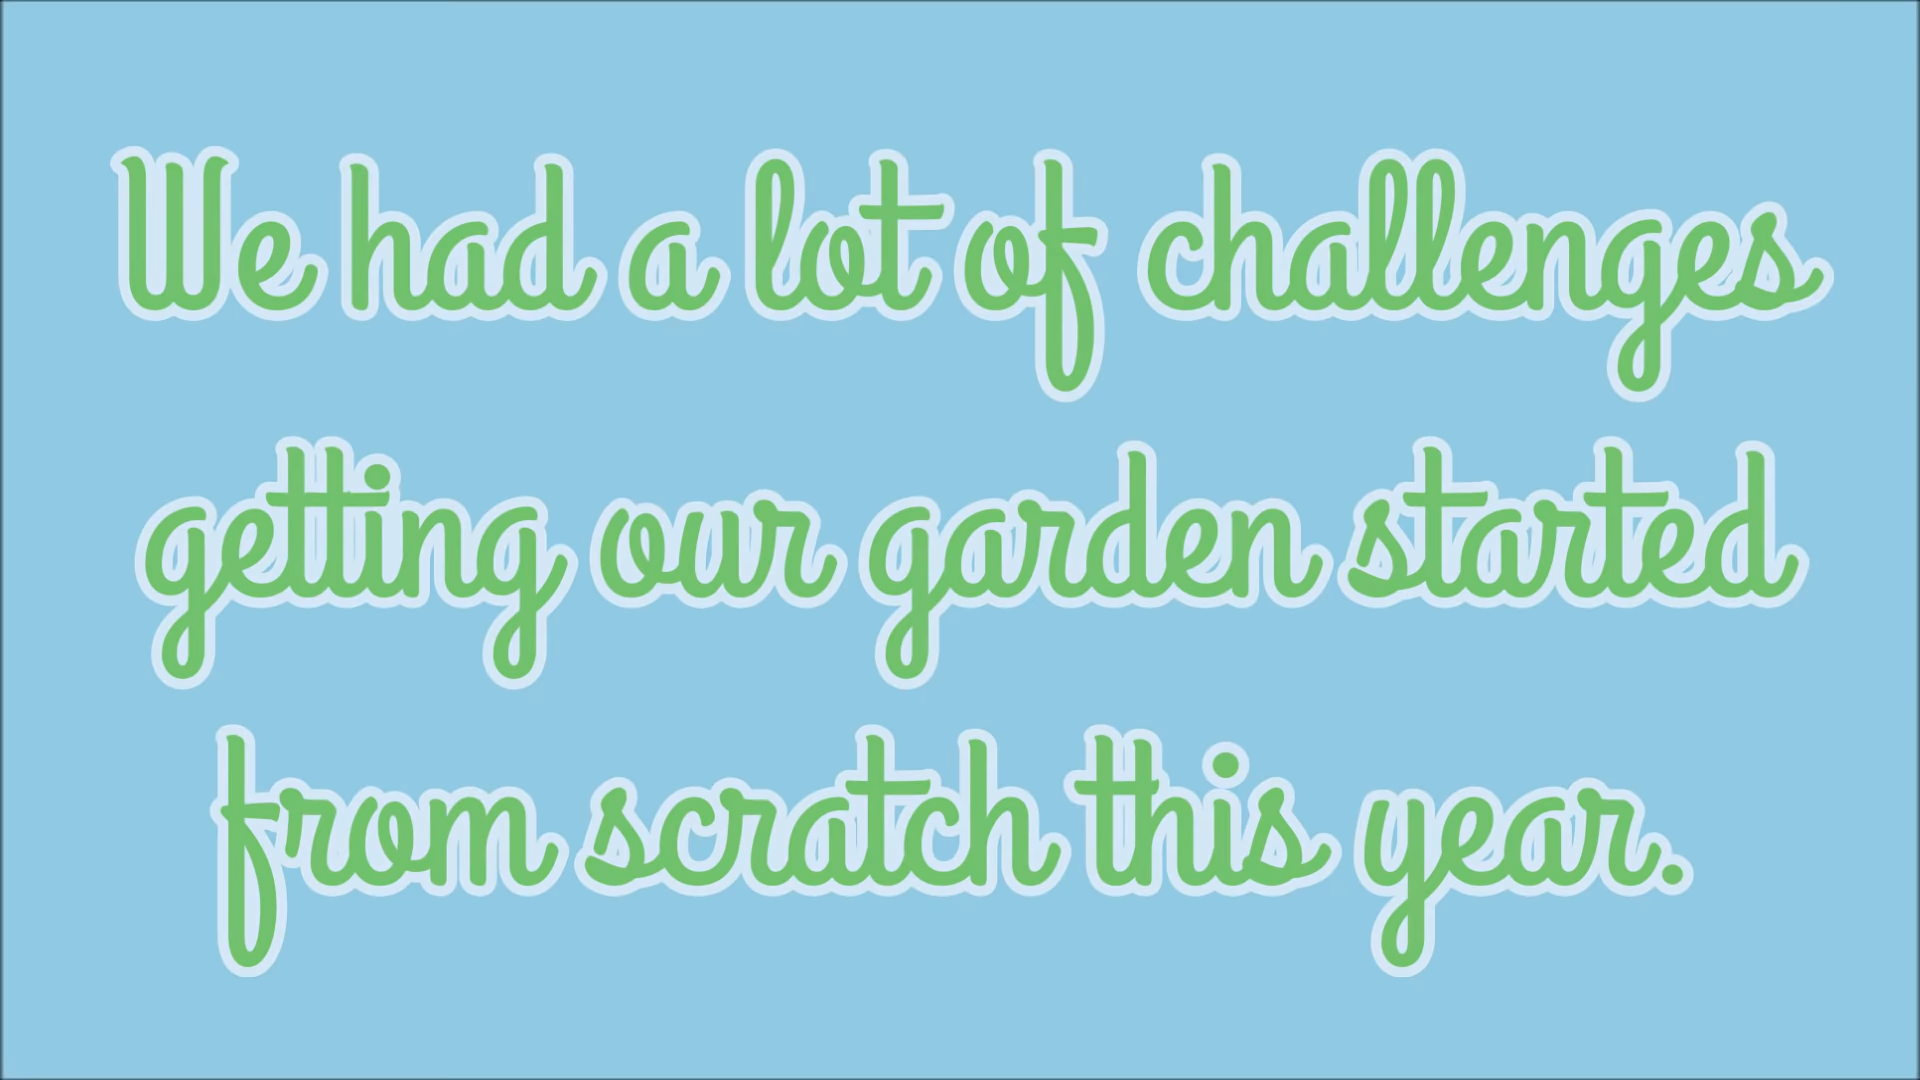 We had a lot of challenges
getting our garden started
from scratch this year.